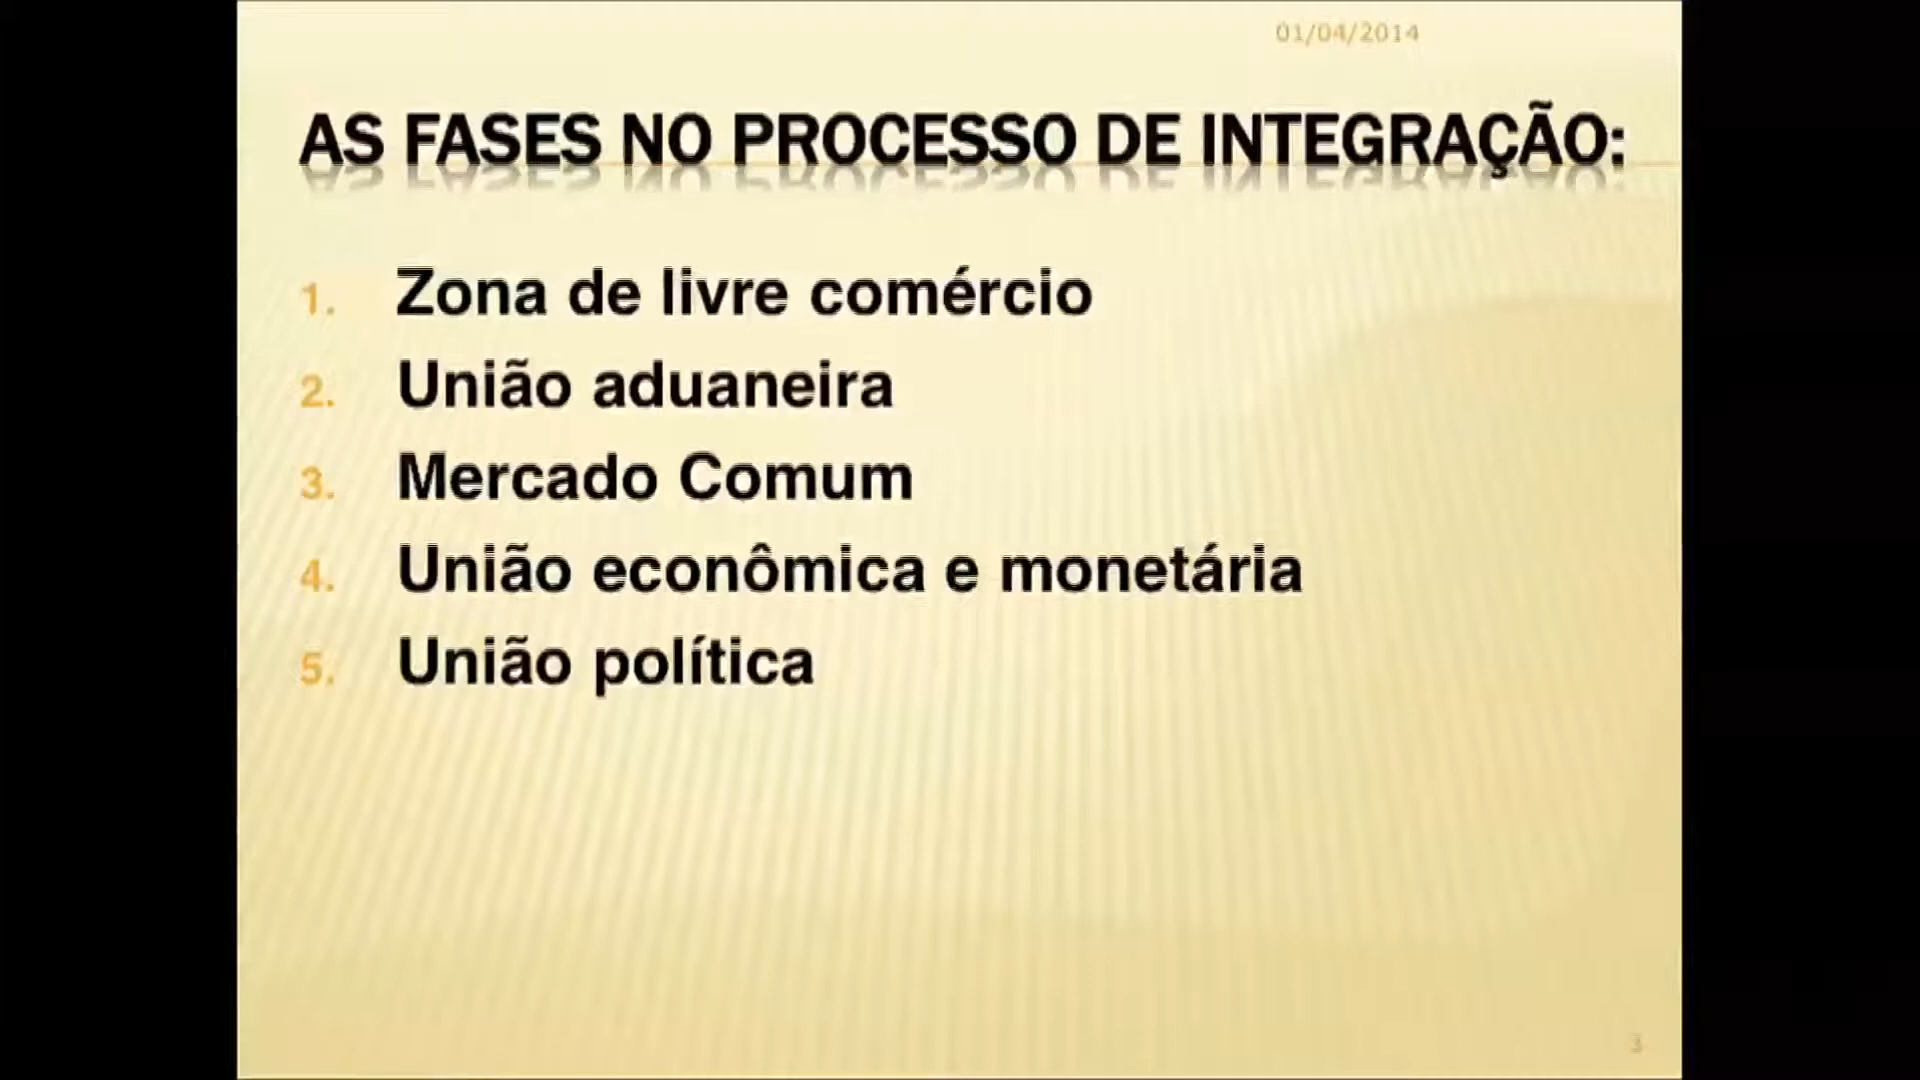 01/04/2014
AS FASES NO PROCESSO DE INTEGRAÇÃO:
1. Zona de livre comércio
2. União aduaneira
3. Mercado Comum
4. União econômica e monetária
5. União política
3